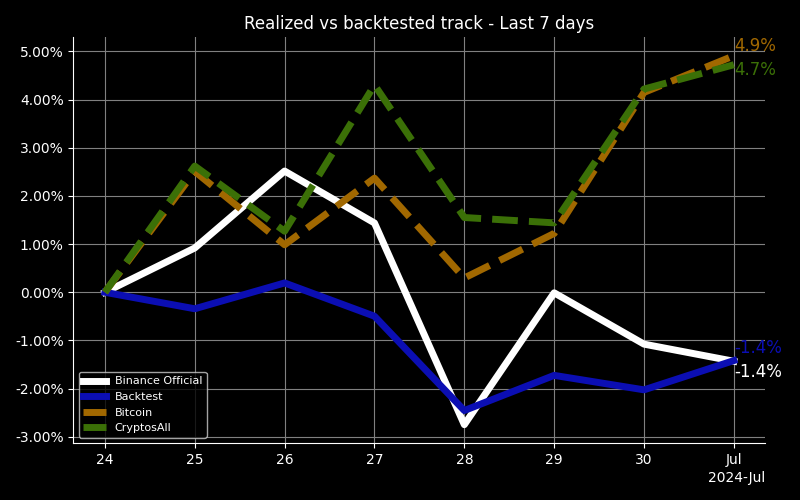 Realized vs backtested track - Last 7 days
5.00%
4.00%
3.00%
2.00%
1.00%
0.00%
-1.00%
-2.00%
-3.00%
4.9%
4.7%
-1.4%
-1.4%
Binance Official
Backtest
Bitcoin
CryptosAll
24 25 26 27 28 29 30 Jul
2024-Jul